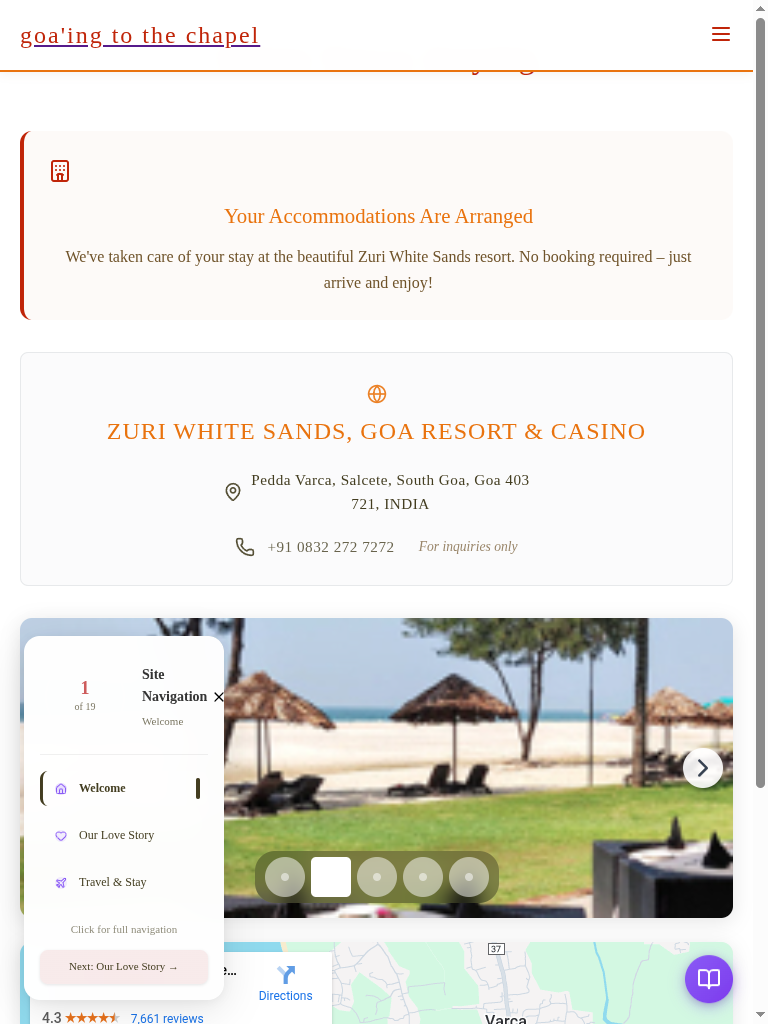 goa'ing to the chapel
Your Accommodations Are Arranged
We've taken care of your stay at the beautiful Zuri White Sands resort. No booking required – just
arrive and enjoy!
ZURI WHITE SANDS, GOA RESORT & CASINO
Pedda Varca, Salcete, South Goa, Goa 403
721, INDIA
+91 0832 272 7272
For inquiries only
1
of 19
Site
Navigation
Welcome
Welcome
Our Love Story
Travel & Stay
Click for full navigation
Next: Our Love Story →
Directions
4.3
7,661 reviews
37
Varca